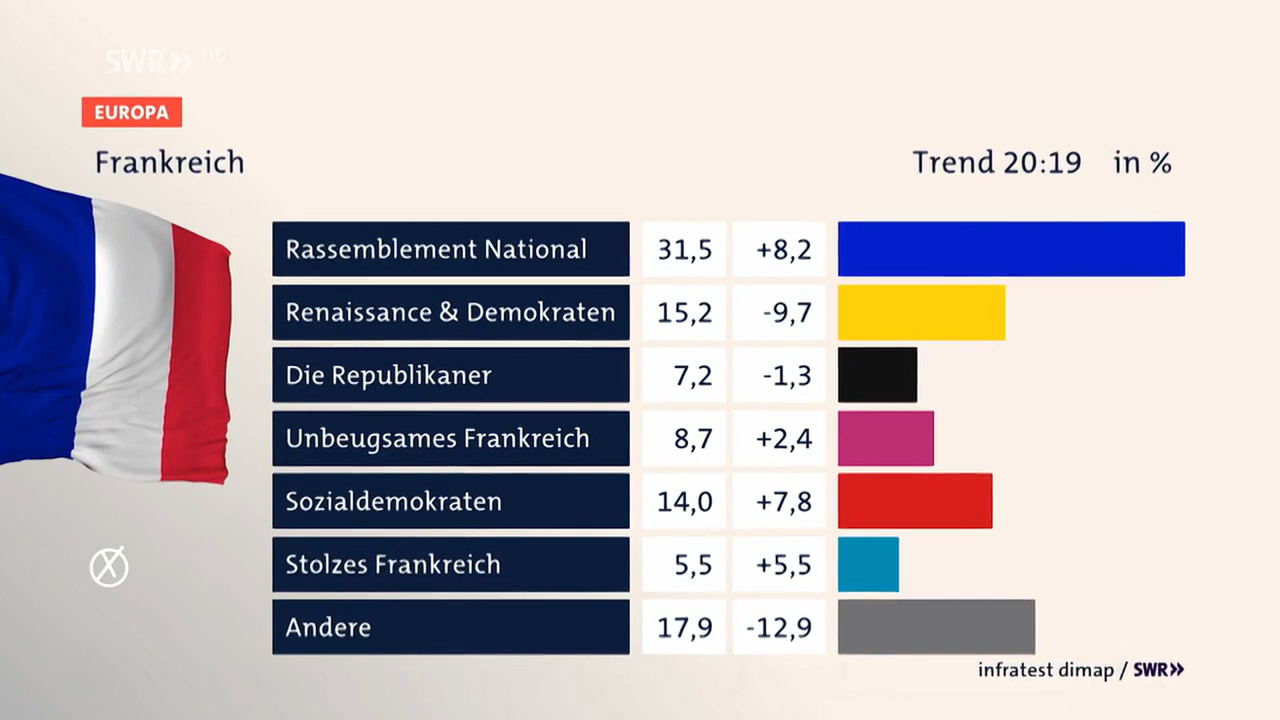 SWR» HD
EUROPA
Frankreich
Trend 20:19 in %
Rassemblement National 31,5 +8,2
Renaissance & Demokraten 15,2 -9,7
Die Republikaner 7,2 -1,3
Unbeugsames Frankreich 8,7 +2,4
Sozialdemokraten 14,0 +7,8
Stolzes Frankreich 5,5 +5,5
Andere 17,9 -12,9
infratest dimap / SWR»